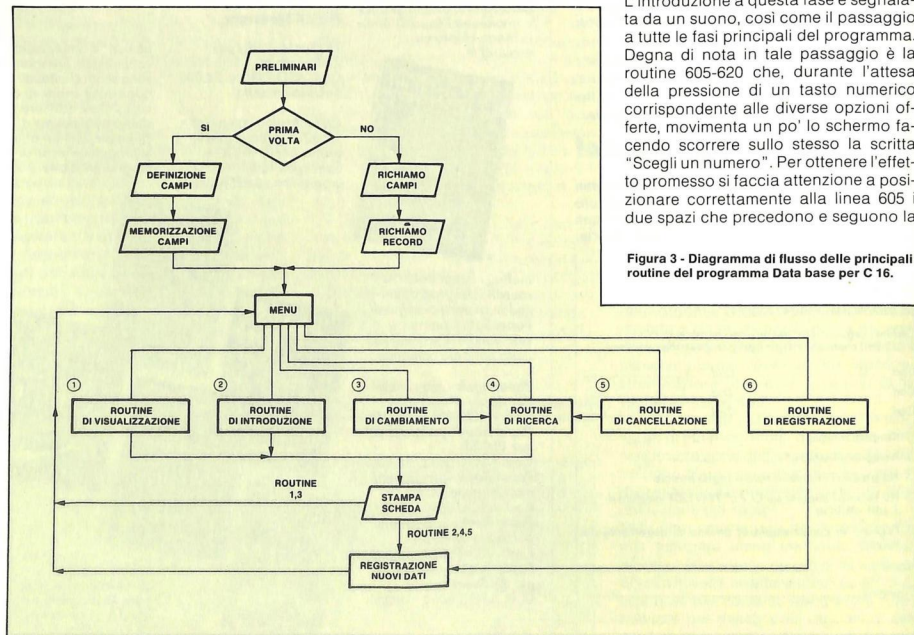 L'introduzione a questa fase è segnala-
ta da un suono, così come il passaggio
a tutte le fasi principali del programma.
Degna di nota in tale passaggio è la
routine 605-620 che, durante l'attesa
della pressione di un tasto numerico
corrispondente alle diverse opzioni of-
ferte, movimenta un po' lo schermo fa-
cendo scorrere sullo stesso la scritta
"Scegli un numero". Per ottenere l'effet-
to promesso si faccia attenzione a posi-
zionare correttamente alla linea 605 i
due spazi che precedono e seguono la
Figura 3 - Diagramma di flusso delle principali
routine del programma Data base per C 16.
PRELIMINARI
SI
PRIMA
VOLTA
NO
DEFINIZIONE
CAMPI
RICHIAMO
CAMPI
MEMORIZZAZIONE
CAMPI
RICHIAMO
RECORD
MENU
1
ROUTINE
DI VISUALIZZAZIONE
2
ROUTINE
DI INTRODUZIONE
3
ROUTINE
DI CAMBIAMENTO
4
ROUTINE
DI RICERCA
5
ROUTINE
DI CANCELLAZIONE
6
ROUTINE
DI REGISTRAZIONE
ROUTINE
1,3
STAMPA
SCHEDA
ROUTINE 2,4,5
REGISTRAZIONE
NUOVI DATI